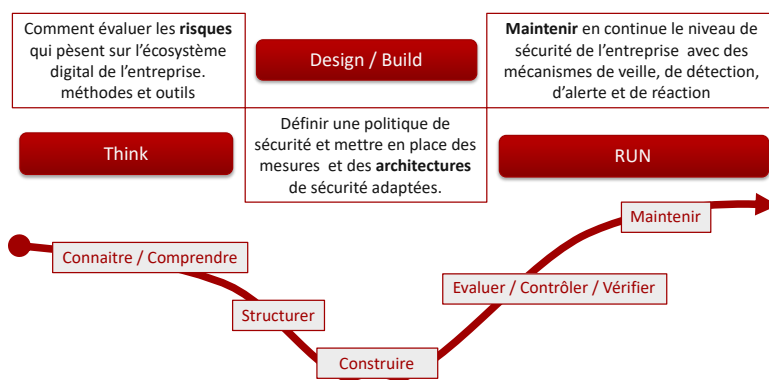 Comment évaluer les risques
qui pèsent sur l'écosystème
digital de l'entreprise.
méthodes et outils
Think
Design / Build
Définir une politique de
sécurité et mettre en place des
mesures et des architectures
de sécurité adaptées.
Maintenir en continue le niveau de
sécurité de l'entreprise avec des
mécanismes de veille, de détection,
d'alerte et de réaction
RUN
Connaitre / Comprendre
Structurer
Construire
Evaluer / Contrôler / Vérifier
Maintenir